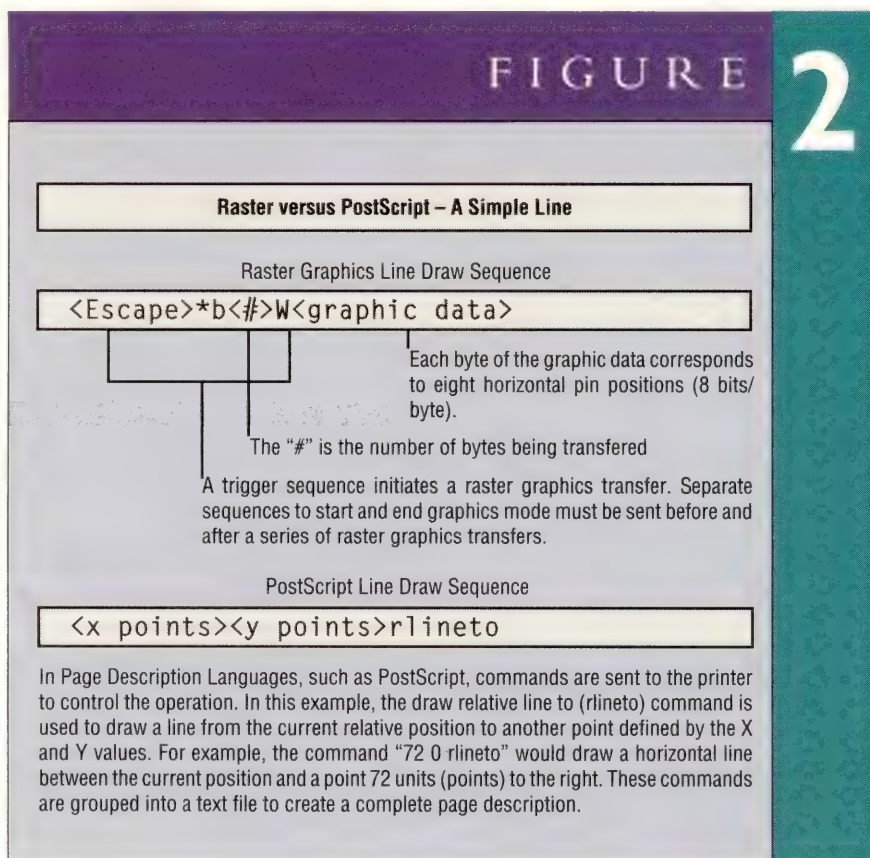 FIGURE 2
Raster versus PostScript – A Simple Line
Raster Graphics Line Draw Sequence
<Escape>*b<#>W<graphic data>
Each byte of the graphic data corresponds
to eight horizontal pin positions (8 bits/
byte).
The "#" is the number of bytes being transfered
A trigger sequence initiates a raster graphics transfer. Separate
sequences to start and end graphics mode must be sent before and
after a series of raster graphics transfers.
PostScript Line Draw Sequence
<x points><y points>rlineto
In Page Description Languages, such as PostScript, commands are sent to the printer
to control the operation. In this example, the draw relative line to (rlineto) command is
used to draw a line from the current relative position to another point defined by the X
and Y values. For example, the command "72 0 rlineto" would draw a horizontal line
between the current position and a point 72 units (points) to the right. These commands
are grouped into a text file to create a complete page description.